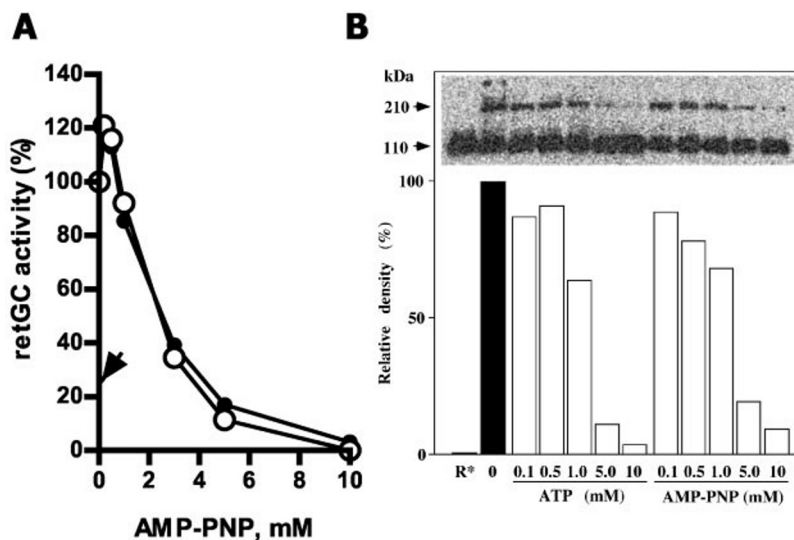 A
retGC activity (%)
140
120
100
80
60
40
20
0
0 2 4 6 8 10
AMP-PNP, mM
B
kDa
210
110
Relative density (%)
100
50
0
R* 0 0.1 0.5 1.0 5.0 10 0.1 0.5 1.0 5.0 10
ATP (mM) AMP-PNP (mM)